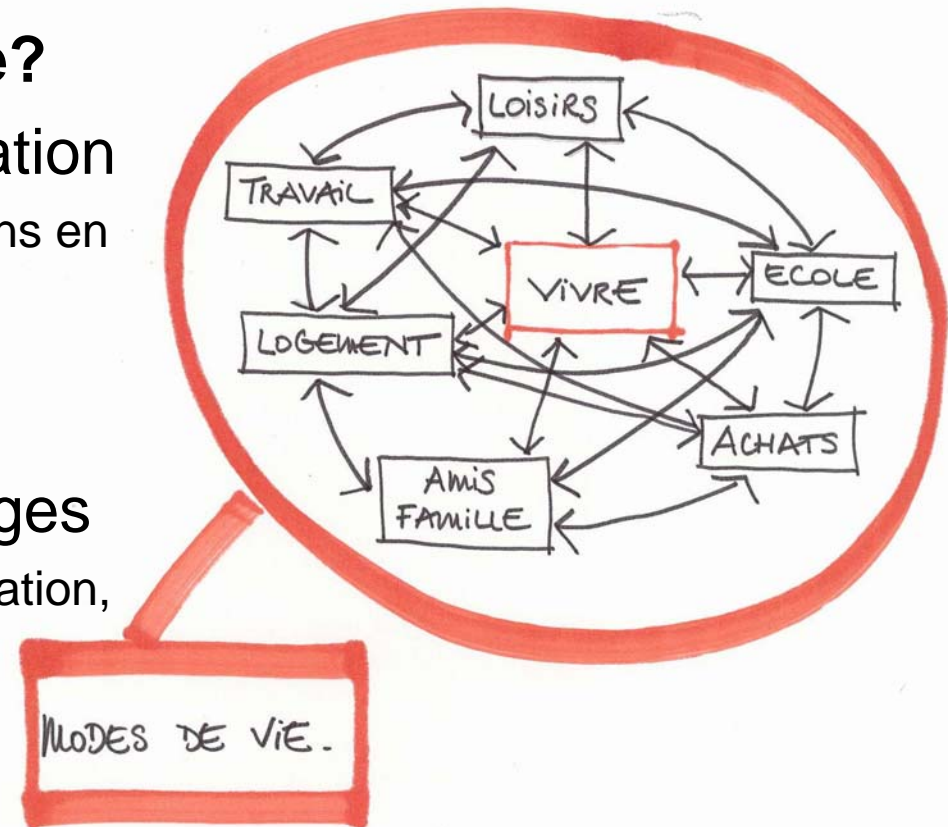 e?
ation
ns en
ges
ation,
LOISIRS
TRAVAIL
VIVRE
ECOLE
LOGEMENT
ACHATS
AMIS
FAMILLE
MODES DE VIE.